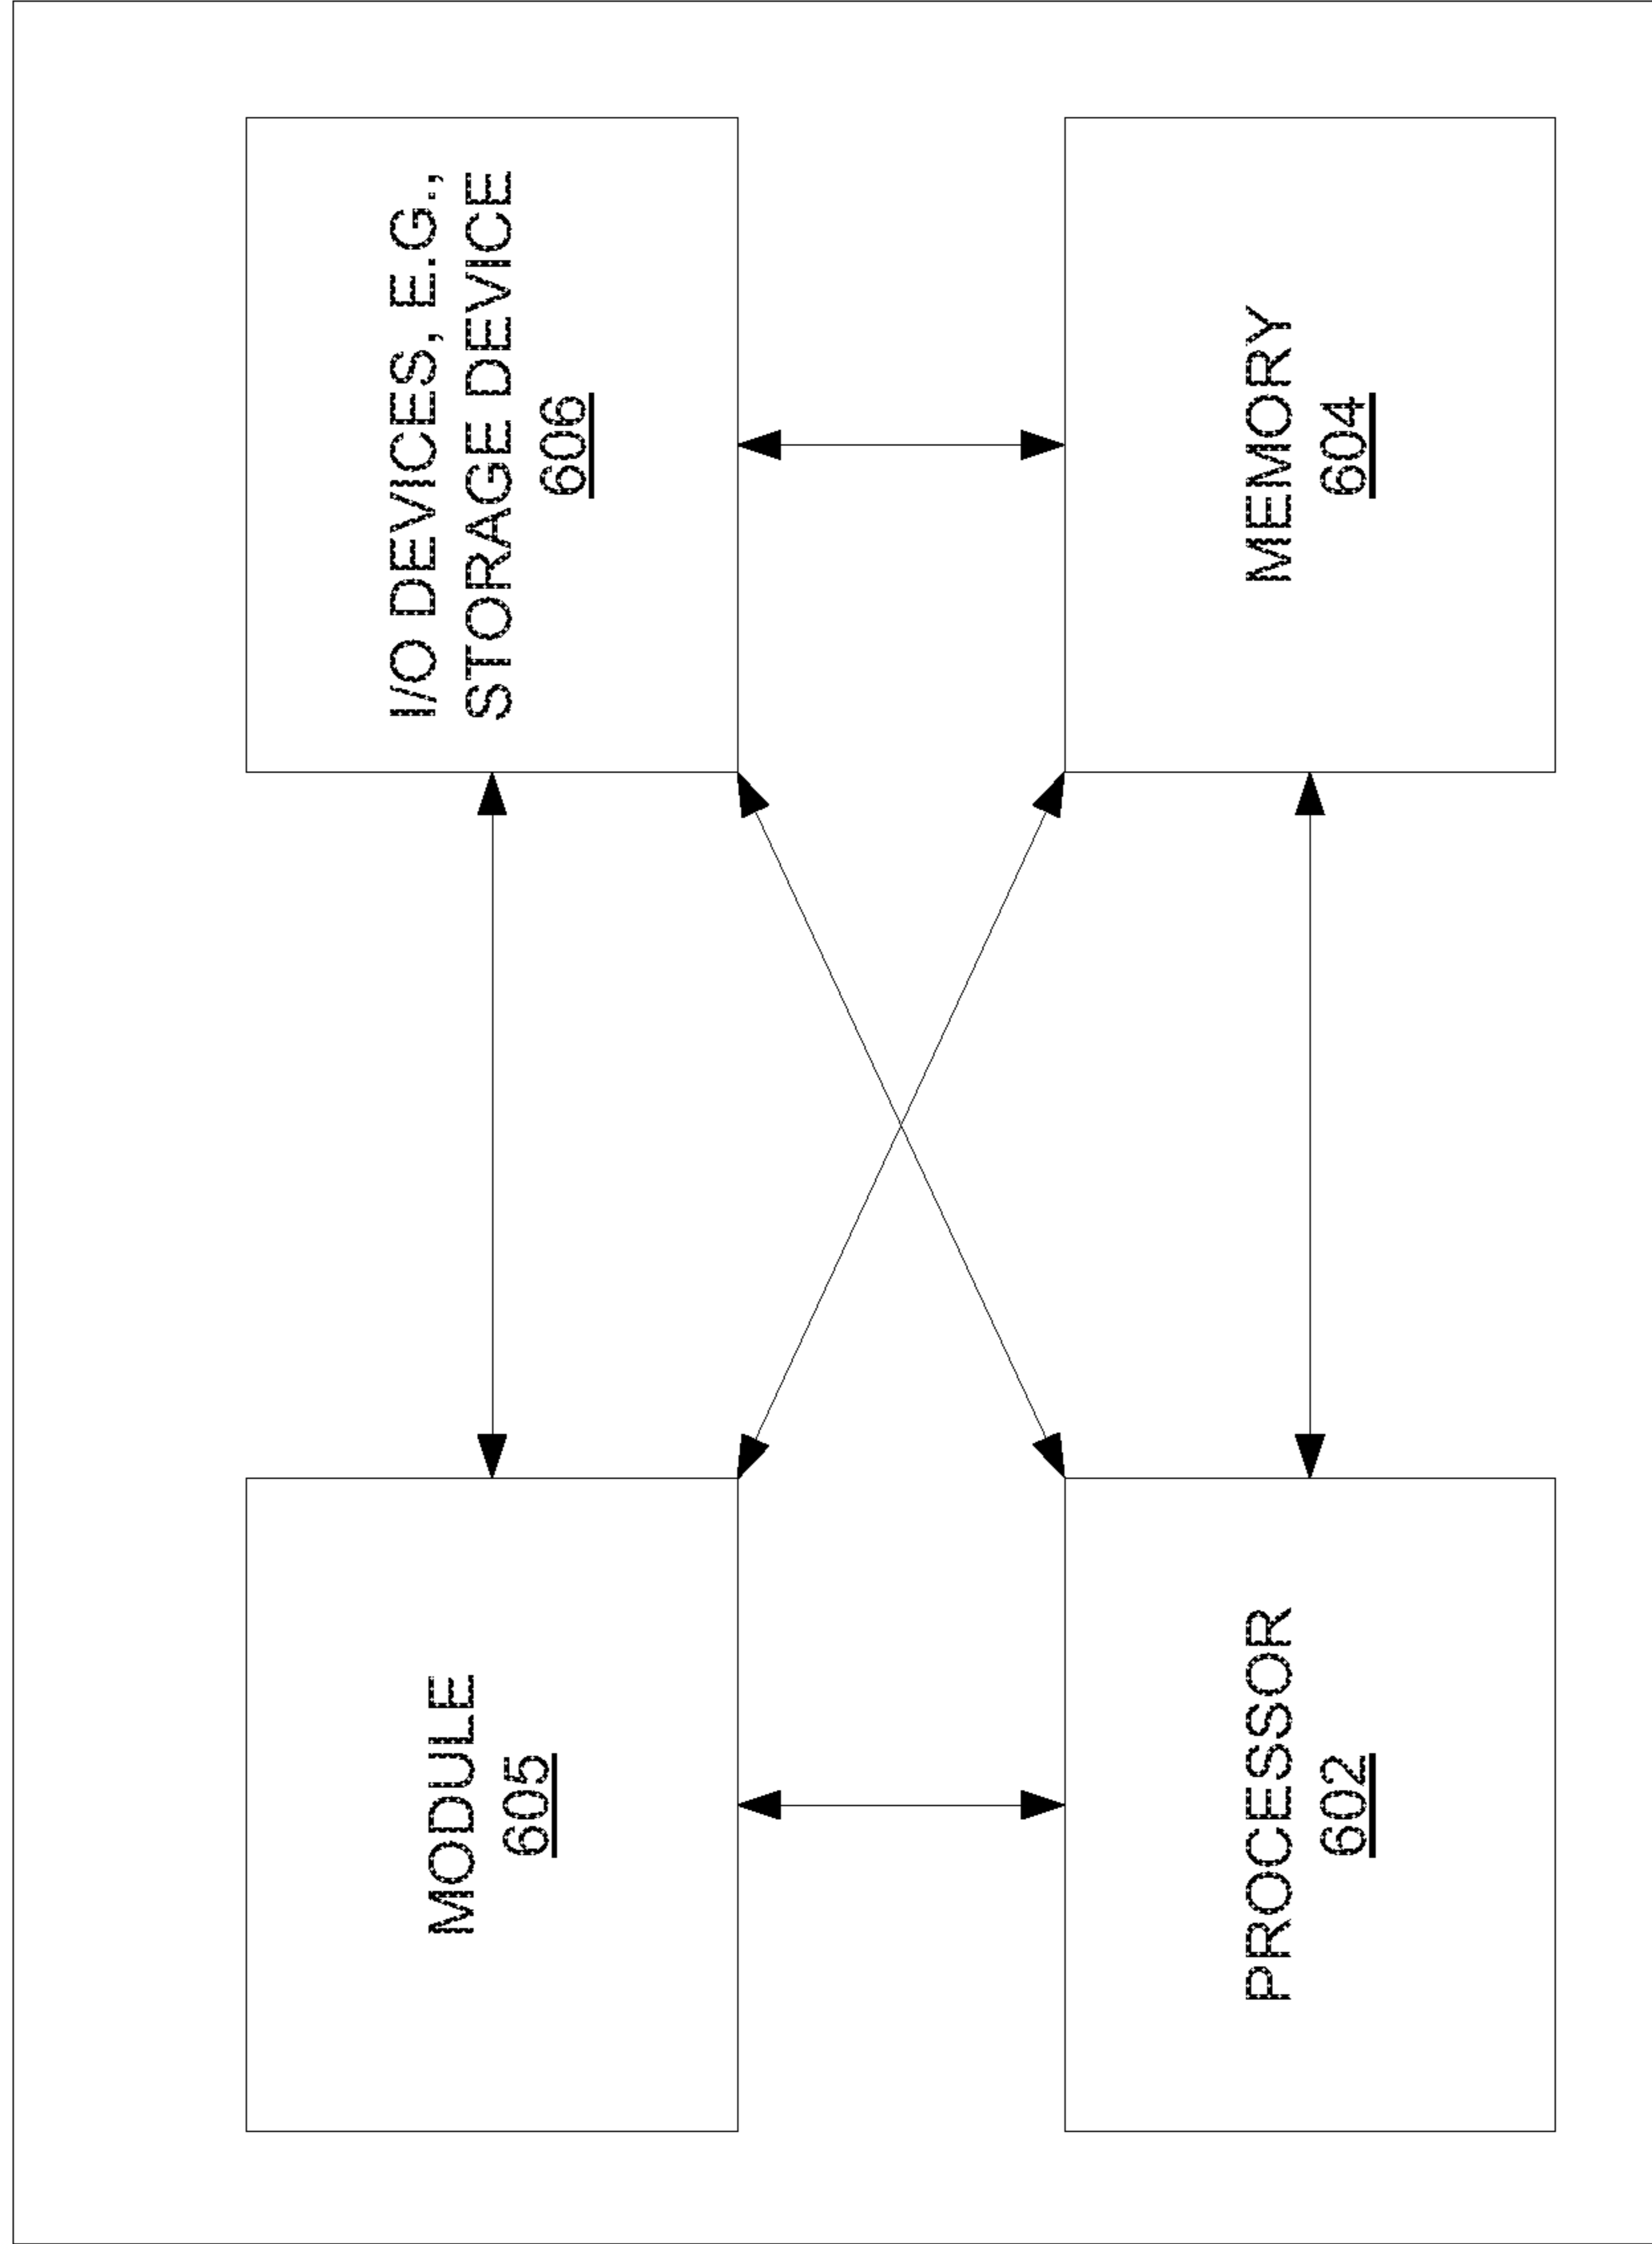 MODULE
605
I/O DEVICES, E.G.,
STORAGE DEVICE
606
PROCESSOR
602
MEMORY
604